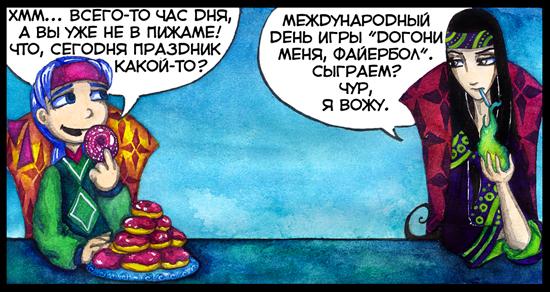 ХММ... ВСЕГО-ТО ЧАС ДНЯ,
А ВЫ УЖЕ НЕ В ПИЖАМЕ!
ЧТО, СЕГОДНЯ ПРАЗДНИК
КАКОЙ-ТО?
МЕЖДУНАРОДНЫЙ
ДЕНЬ ИГРЫ "ДОГОНИ
МЕНЯ, ФАЙЕРБОЛ".
СЫГРАЕМ?
ЧУР,
Я ВОЖУ.